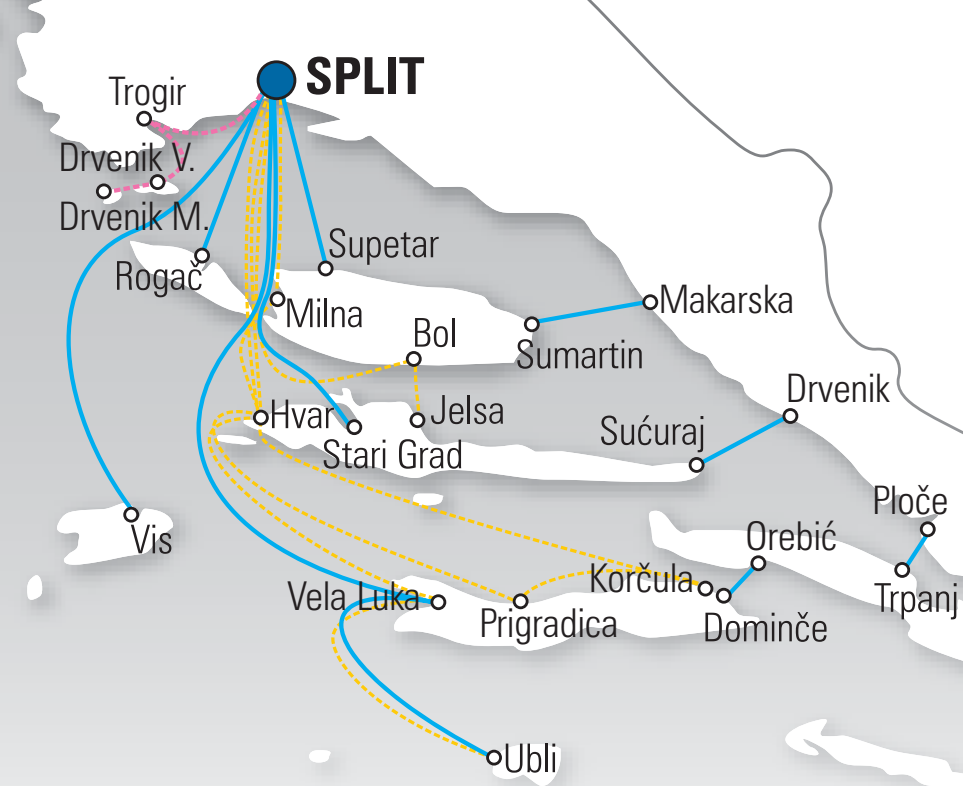 SPLIT
Trogir
Drvenik V.
Drvenik M.
Rogač
Supetar
Milna
Bol
Makarska
Sumartin
Drvenik
Hvar
Jelsa
Stari Grad
Sućuraj
Vis
Ploče
Orebić
Korčula
Vela Luka
Trpanj
Prigradica
Dominče
Ubli